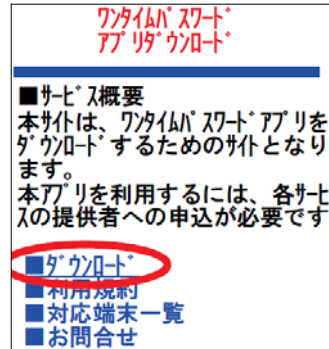 ﾜﾝﾀｲﾑﾊﾟｽﾜｰﾄﾞ
ｱﾌﾟﾘﾀﾞｳﾝﾛｰﾄﾞ
■ｻｰﾋﾞｽ概要
本ｻｲﾄは、ﾜﾝﾀｲﾑﾊﾟｽﾜｰﾄﾞｱﾌﾟﾘを
ﾀﾞｳﾝﾛｰﾄﾞするためのｻｲﾄとなり
ます。
本ｱﾌﾟﾘを利用するには、各ｻｰﾋﾞ
ｽの提供者への申込が必要です
■ﾀﾞｳﾝﾛｰﾄﾞ
■利用規約
■対応端末一覧
■お問合せ